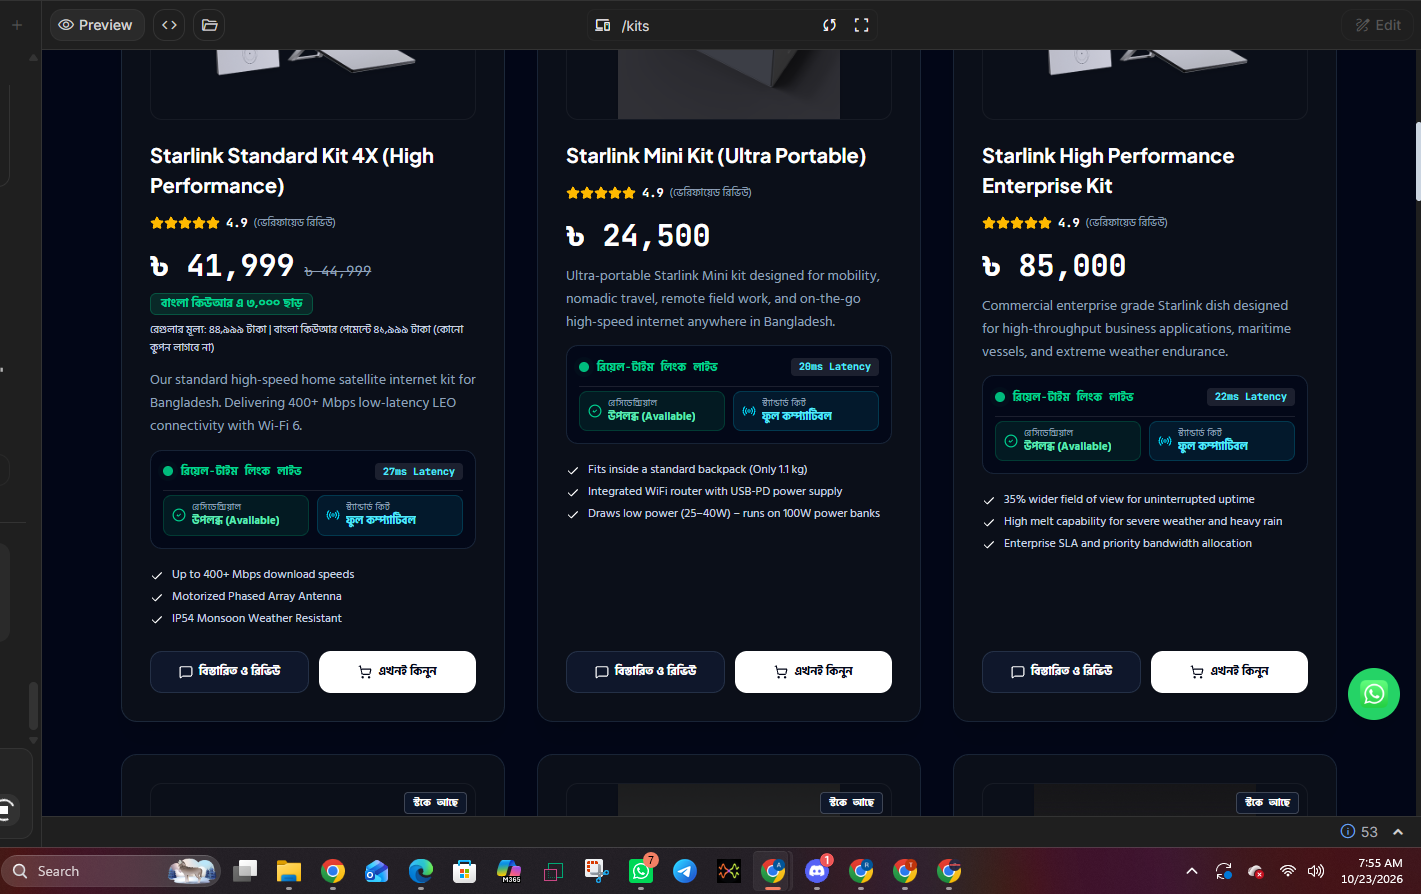 Preview
/kits
Edit
Starlink Standard Kit 4X (High
Performance)
4.9 (ভেরিফায়েড রিভিউ)
৳ 41,999 ৳ 44,999
বাংলা কিউআর এ ৩,০০০ ছাড়
রেগুলার মূল্য: ৪৪,৯৯৯ টাকা | বাংলা কিউআর পেমেন্টে ৪১,৯৯৯ টাকা (কোনো
কুপন লাগবে না)
Our standard high-speed home satellite internet kit for
Bangladesh. Delivering 400+ Mbps low-latency LEO
connectivity with Wi-Fi 6.
রিয়েল-টাইম লিংক লাইভ
27ms Latency
রেসিডেন্সিয়াল
উপলব্ধ (Available)
স্ট্যান্ডার্ড কিট
ফুল কম্প্যাটিবল
Up to 400+ Mbps download speeds
Motorized Phased Array Antenna
IP54 Monsoon Weather Resistant
বিস্তারিত ও রিভিউ
এখনই কিনুন
Starlink Mini Kit (Ultra Portable)
4.9 (ভেরিফায়েড রিভিউ)
৳ 24,500
Ultra-portable Starlink Mini kit designed for mobility,
nomadic travel, remote field work, and on-the-go
high-speed internet anywhere in Bangladesh.
রিয়েল-টাইম লিংক লাইভ
20ms Latency
রেসিডেন্সিয়াল
উপলব্ধ (Available)
স্ট্যান্ডার্ড কিট
ফুল কম্প্যাটিবল
Fits inside a standard backpack (Only 1.1 kg)
Integrated WiFi router with USB-PD power supply
Draws low power (25–40W) – runs on 100W power banks
বিস্তারিত ও রিভিউ
এখনই কিনুন
Starlink High Performance
Enterprise Kit
4.9 (ভেরিফায়েড রিভিউ)
৳ 85,000
Commercial enterprise grade Starlink dish designed
for high-throughput business applications, maritime
vessels, and extreme weather endurance.
রিয়েল-টাইম লিংক লাইভ
22ms Latency
রেসিডেন্সিয়াল
উপলব্ধ (Available)
স্ট্যান্ডার্ড কিট
ফুল কম্প্যাটিবল
35% wider field of view for uninterrupted uptime
High melt capability for severe weather and heavy rain
Enterprise SLA and priority bandwidth allocation
বিস্তারিত ও রিভিউ
এখনই কিনুন
স্টকে আছে
স্টকে আছে
স্টকে আছে
53
Search
M365
7
1
7:55 AM
10/23/2026